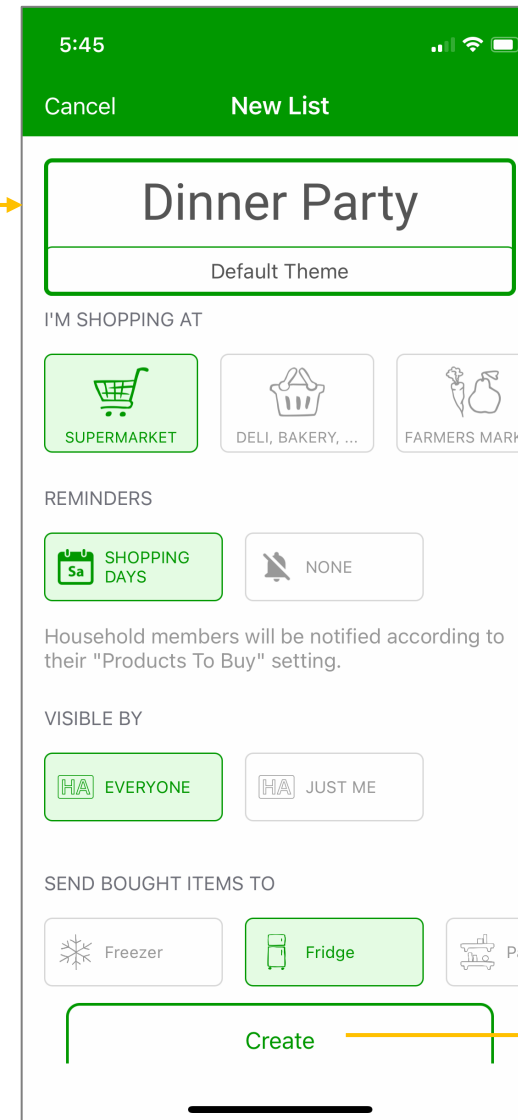 5:45
Cancel New List
Dinner Party
Default Theme
I'M SHOPPING AT
SUPERMARKET DELI, BAKERY, ... FARMERS MARK
REMINDERS
Sa SHOPPING DAYS NONE
Household members will be notified according to
their "Products To Buy" setting.
VISIBLE BY
HA EVERYONE HA JUST ME
SEND BOUGHT ITEMS TO
Freezer Fridge
Create